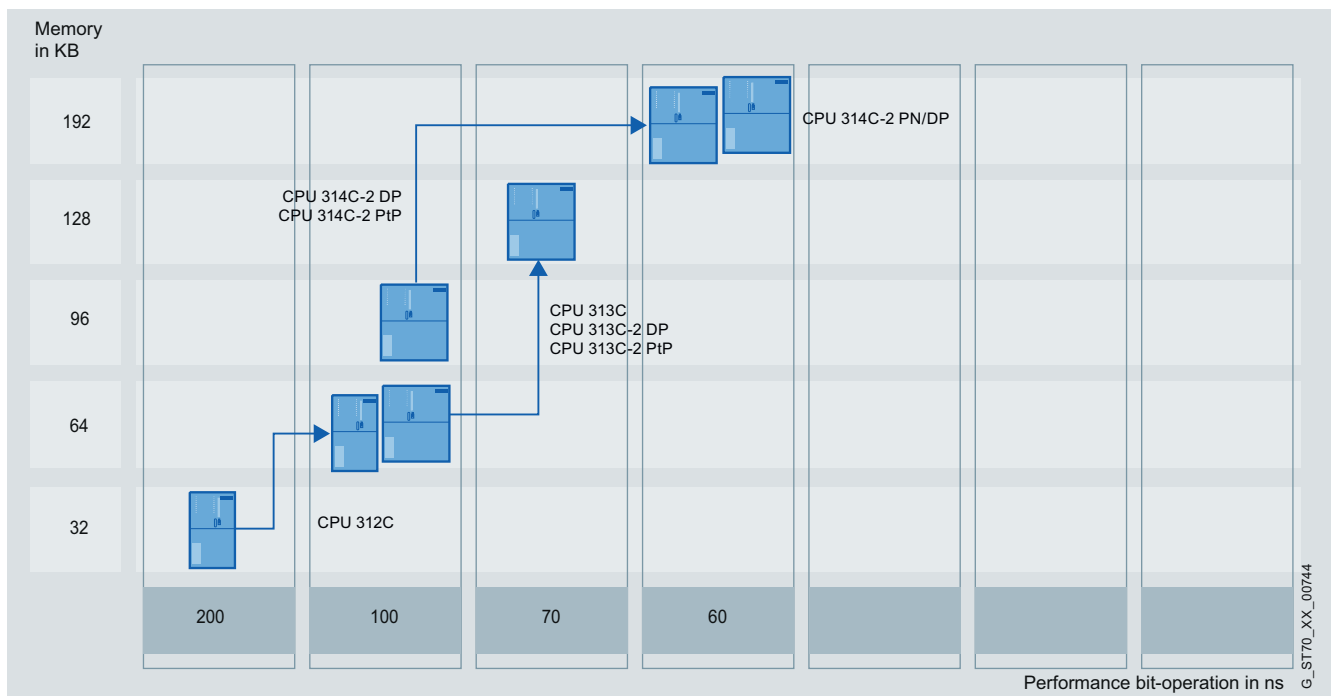 Memory
in KB
192
CPU 314C-2 PN/DP
CPU 314C-2 DP
CPU 314C-2 PtP
128
96
CPU 313C
CPU 313C-2 DP
CPU 313C-2 PtP
64
32
CPU 312C
200
100
70
60
Performance bit-operation in ns
G_ST70_XX_00744